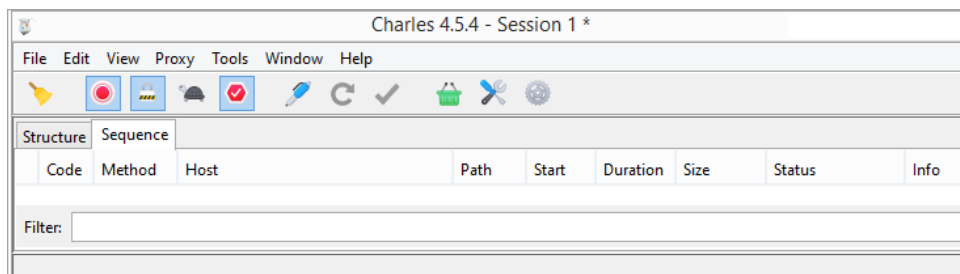 Charles 4.5.4 - Session 1 *
File Edit View Proxy Tools Window Help
Structure Sequence
Code Method Host Path Start Duration Size Status Info
Filter: